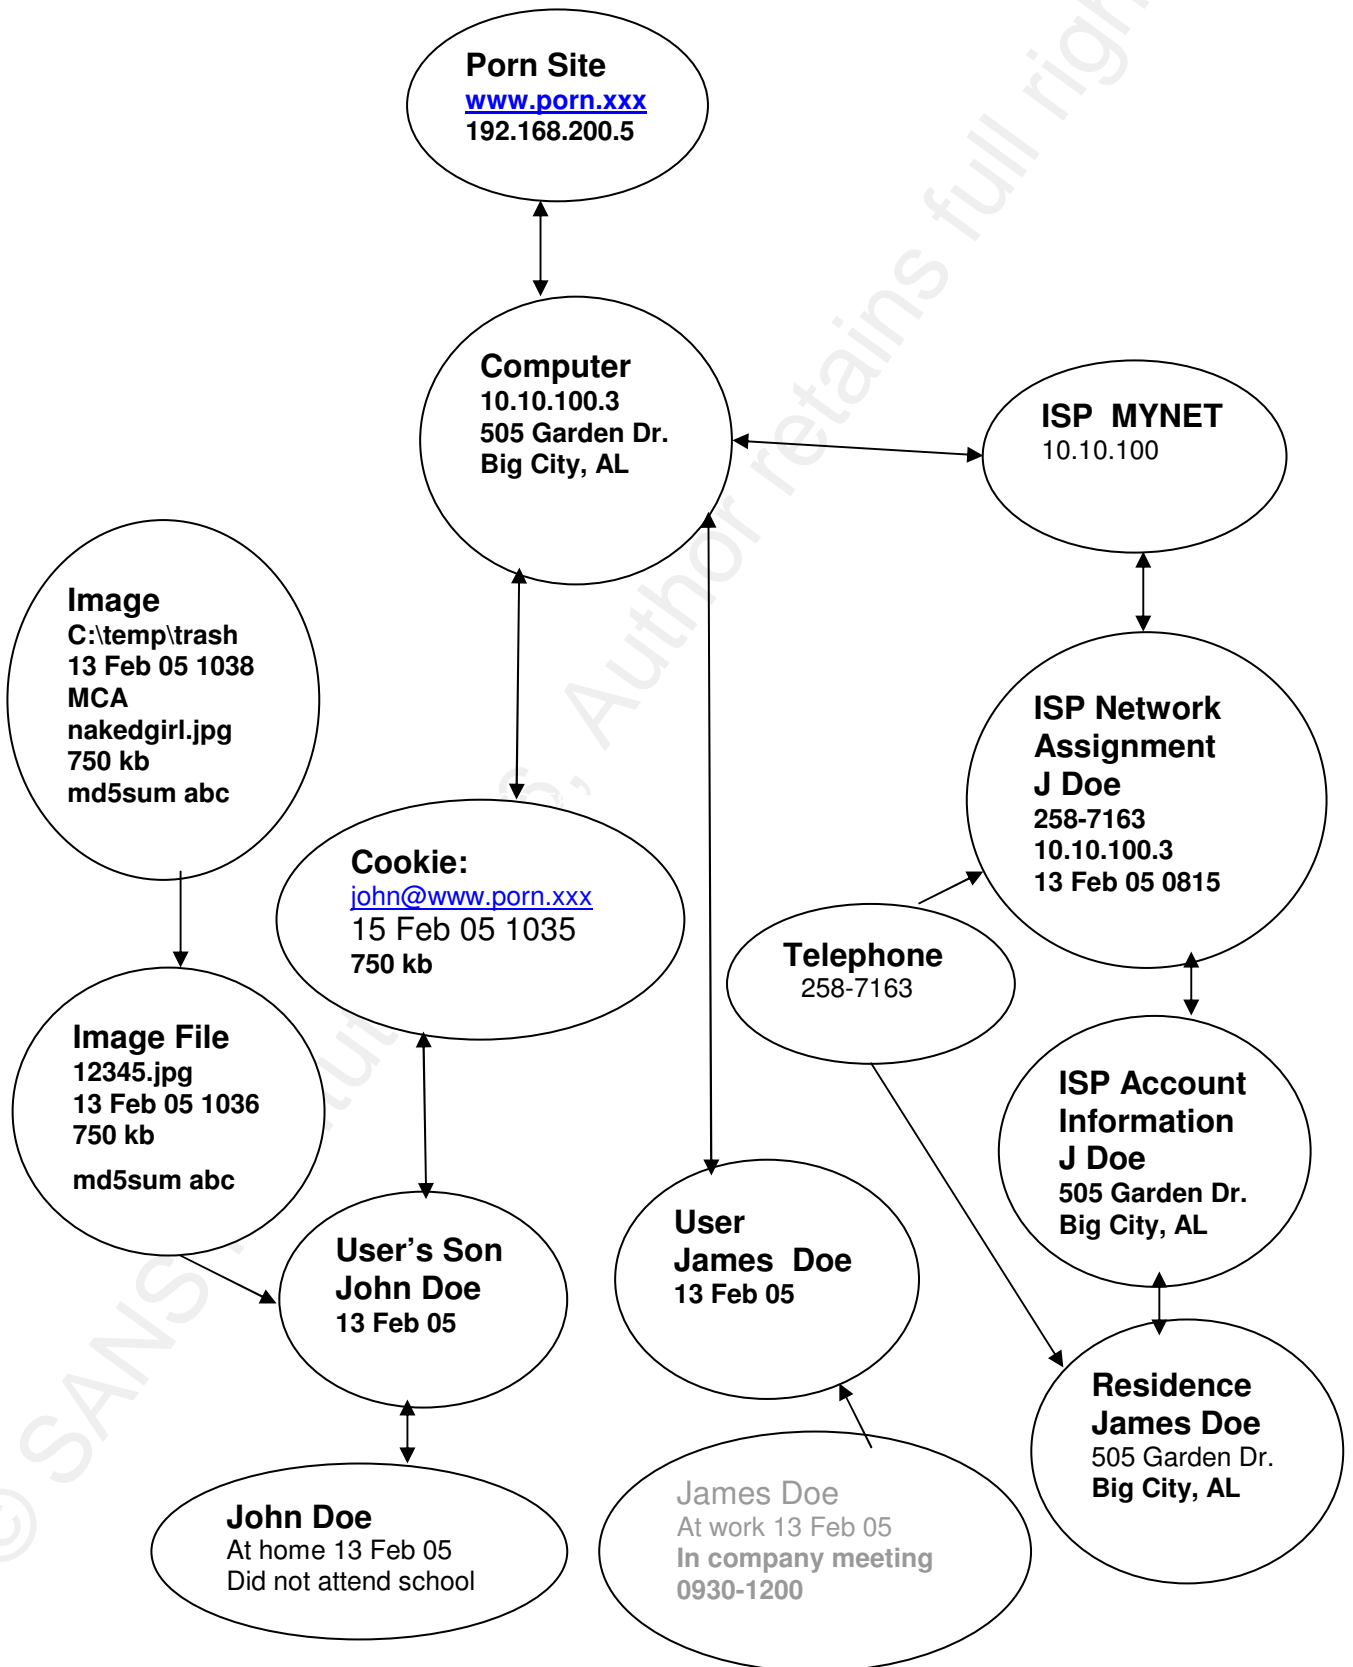 Porn Site
www.porn.xxx
192.168.200.5
Computer
10.10.100.3
505 Garden Dr.
Big City, AL
ISP MYNET
10.10.100
Image
C:\temp\trash
13 Feb 05 1038
MCA
nakedgirl.jpg
750 kb
md5sum abc
ISP Network
Assignment
J Doe
258-7163
10.10.100.3
13 Feb 05 0815
Cookie:
john@www.porn.xxx
15 Feb 05 1035
750 kb
Telephone
258-7163
Image File
12345.jpg
13 Feb 05 1036
750 kb
md5sum abc
ISP Account
Information
J Doe
505 Garden Dr.
Big City, AL
User's Son
John Doe
13 Feb 05
User
James Doe
13 Feb 05
Residence
James Doe
505 Garden Dr.
Big City, AL
John Doe
At home 13 Feb 05
Did not attend school
James Doe
At work 13 Feb 05
In company meeting
0930-1200
© SANS , Author retains full